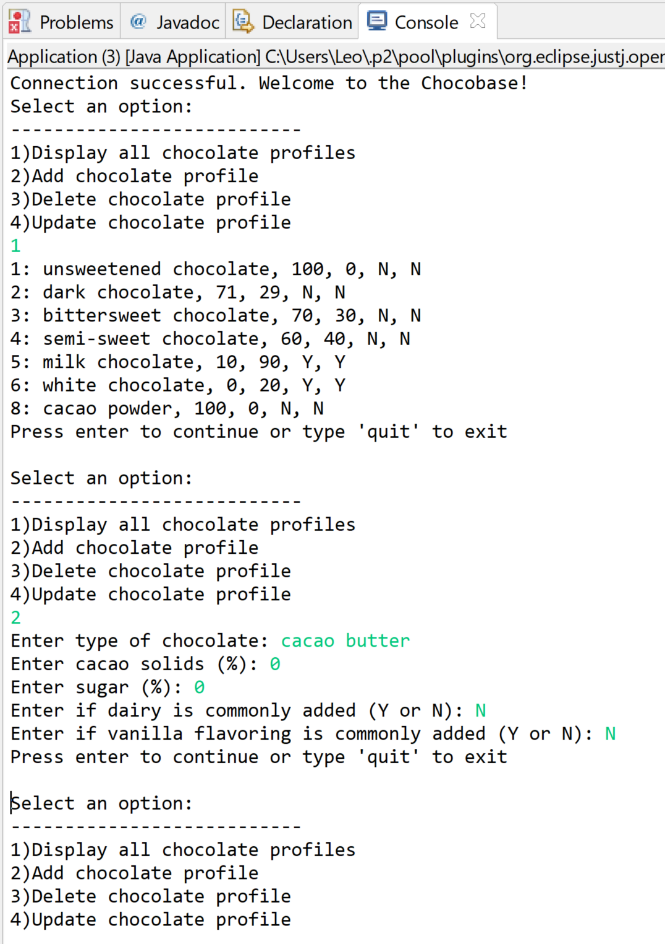 Problems @ Javadoc Declaration Console
Application (3) [Java Application] C:\Users\Leo\.p2\pool\plugins\org.eclipse.justj.oper
Connection successful. Welcome to the Chocobase!
Select an option:
---------------------------
1)Display all chocolate profiles
2)Add chocolate profile
3)Delete chocolate profile
4)Update chocolate profile
1
1: unsweetened chocolate, 100, 0, N, N
2: dark chocolate, 71, 29, N, N
3: bittersweet chocolate, 70, 30, N, N
4: semi-sweet chocolate, 60, 40, N, N
5: milk chocolate, 10, 90, Y, Y
6: white chocolate, 0, 20, Y, Y
8: cacao powder, 100, 0, N, N
Press enter to continue or type 'quit' to exit
Select an option:
---------------------------
1)Display all chocolate profiles
2)Add chocolate profile
3)Delete chocolate profile
4)Update chocolate profile
2
Enter type of chocolate: cacao butter
Enter cacao solids (%): 0
Enter sugar (%): 0
Enter if dairy is commonly added (Y or N): N
Enter if vanilla flavoring is commonly added (Y or N): N
Press enter to continue or type 'quit' to exit
Select an option:
---------------------------
1)Display all chocolate profiles
2)Add chocolate profile
3)Delete chocolate profile
4)Update chocolate profile